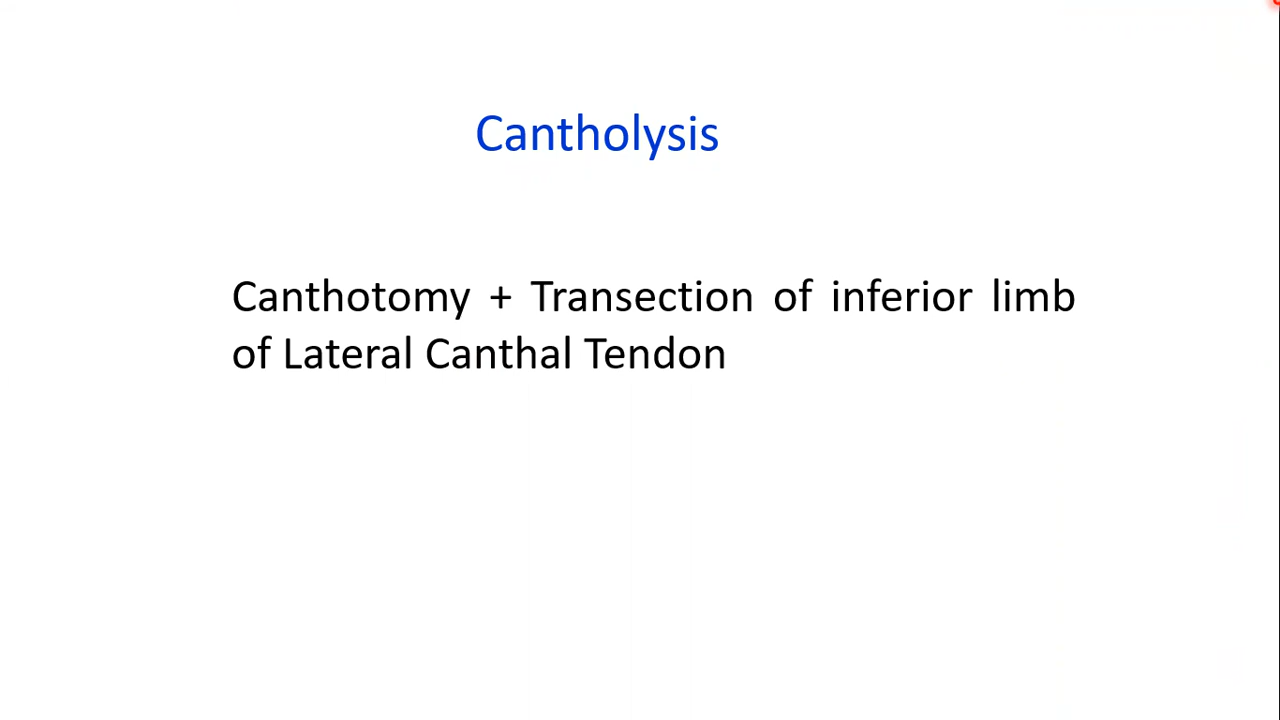 Cantholysis
Canthotomy + Transection of inferior limb
of Lateral Canthal Tendon